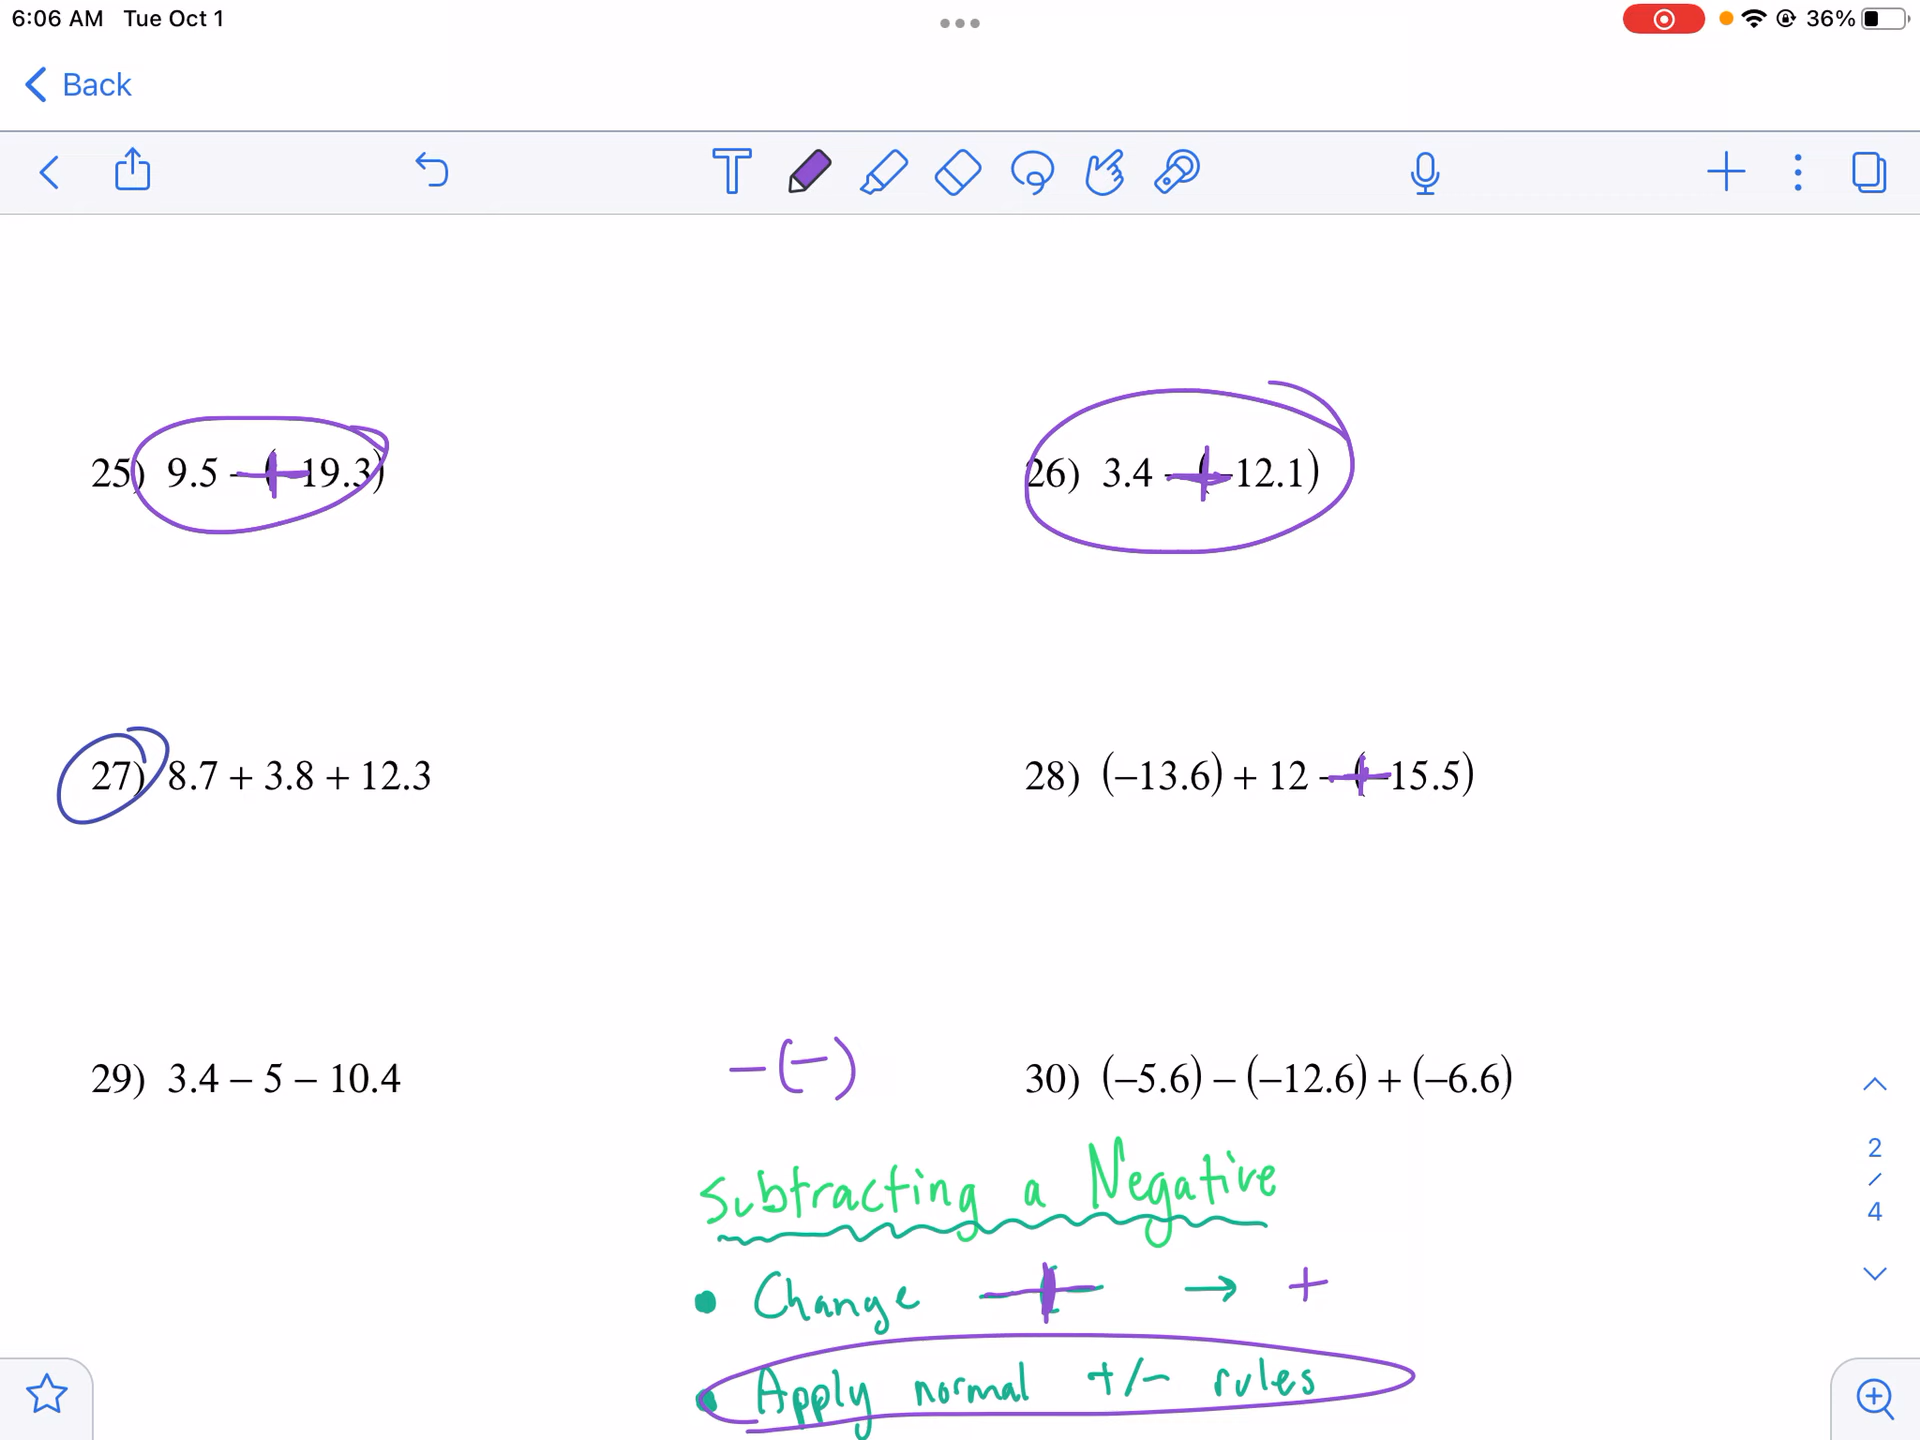 6:06 AM Tue Oct 1
36%
Back
25) 9.5 − (−19.3)
26) 3.4 − (−12.1)
27) 8.7 + 3.8 + 12.3
28) (−13.6) + 12 − (−15.5)
29) 3.4 − 5 − 10.4
−(−)
30) (−5.6) − (−12.6) + (−6.6)
2
/
4
Subtracting a Negative
• Change −(− → +
• Apply normal +/- rules